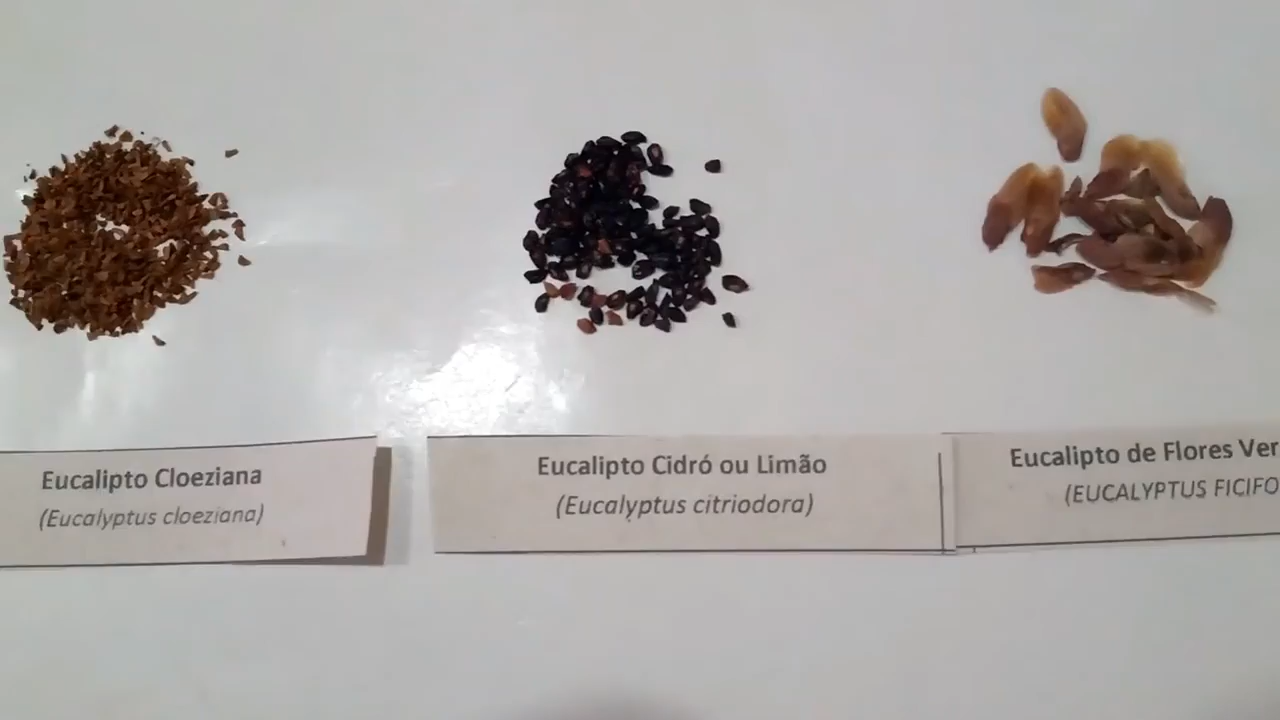 Eucalipto Cloeziana
(Eucalyptus cloeziana)
Eucalipto Cidró ou Limão
(Eucalyptus citriodora)
Eucalipto de Flores Ver
(EUCALYPTUS FICIFO